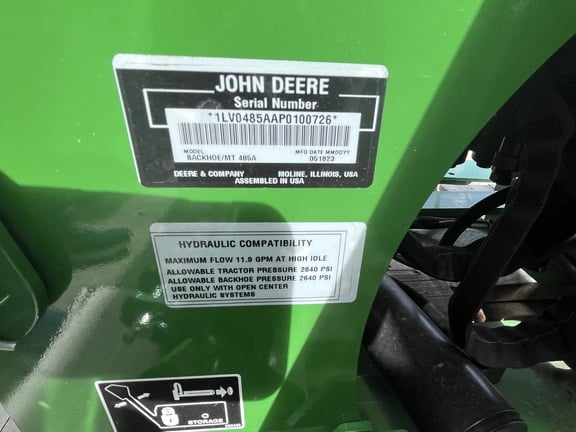 JOHN DEERE
Serial Number
*1LV0485AAP0100726*
MODEL MFG DATE MMDDYY
BACKHOE/MT 485A 051823
DEERE & COMPANY MOLINE, ILLINOIS, USA
ASSEMBLED IN USA
HYDRAULIC COMPATIBILITY
MAXIMUM FLOW 11.9 GPM AT HIGH IDLE
ALLOWABLE TRACTOR PRESSURE 2640 PSI
ALLOWABLE BACKHOE PRESSURE 2640 PSI
USE ONLY WITH OPEN CENTER
HYDRAULIC SYSTEMS
STORAGE